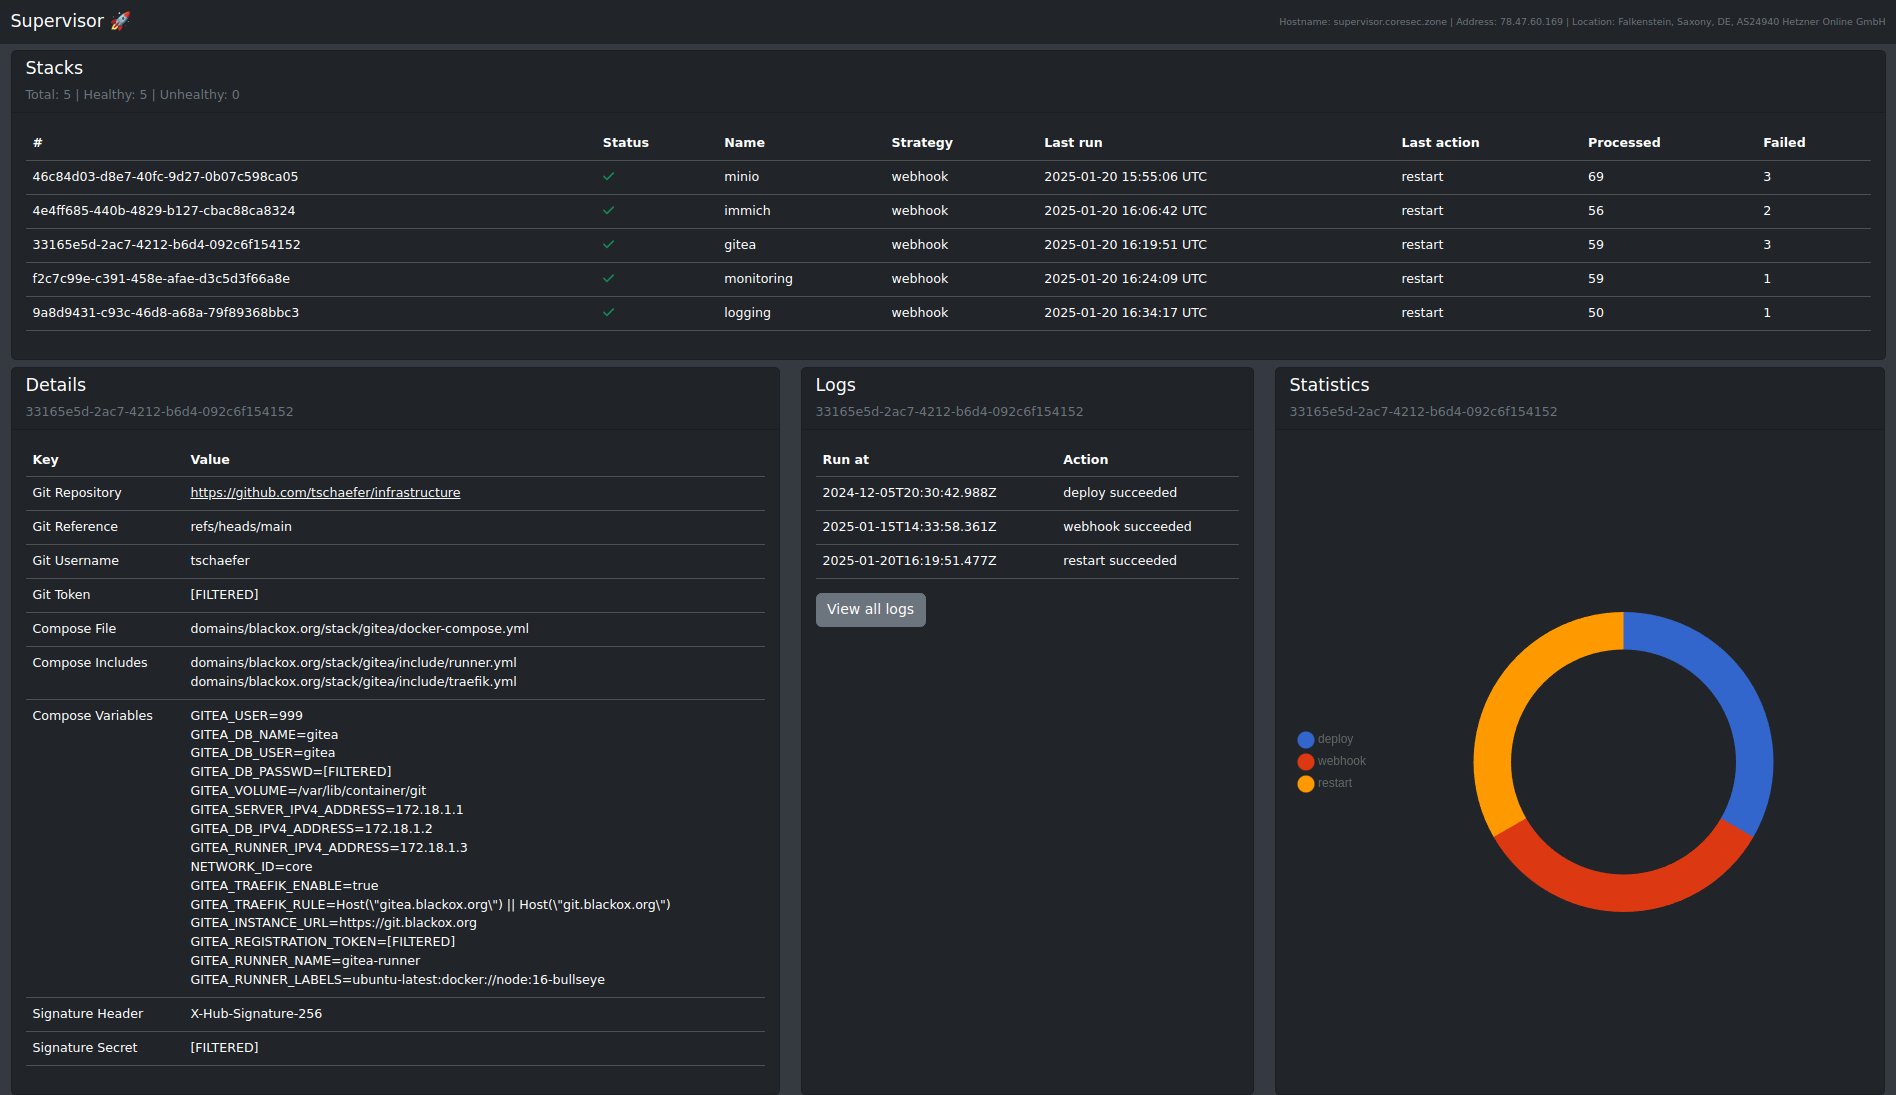 Supervisor 🚀
Hostname: supervisor.coresec.zone | Address: 78.47.60.169 | Location: Falkenstein, Saxony, DE, AS24940 Hetzner Online GmbH
Stacks
Total: 5 | Healthy: 5 | Unhealthy: 0
# Status Name Strategy Last run Last action Processed Failed
46c84d03-d8e7-40fc-9d27-0b07c598ca05 ✓ minio webhook 2025-01-20 15:55:06 UTC restart 69 3
4e4ff685-440b-4829-b127-cbac88ca8324 ✓ immich webhook 2025-01-20 16:06:42 UTC restart 56 2
33165e5d-2ac7-4212-b6d4-092c6f154152 ✓ gitea webhook 2025-01-20 16:19:51 UTC restart 59 3
f2c7c99e-c391-458e-afae-d3c5d3f66a8e ✓ monitoring webhook 2025-01-20 16:24:09 UTC restart 59 1
9a8d9431-c93c-46d8-a68a-79f89368bbc3 ✓ logging webhook 2025-01-20 16:34:17 UTC restart 50 1
Details
33165e5d-2ac7-4212-b6d4-092c6f154152
Key Value
Git Repository https://github.com/tschaefer/infrastructure
Git Reference refs/heads/main
Git Username tschaefer
Git Token [FILTERED]
Compose File domains/blackox.org/stack/gitea/docker-compose.yml
Compose Includes domains/blackox.org/stack/gitea/include/runner.yml
domains/blackox.org/stack/gitea/include/traefik.yml
Compose Variables GITEA_USER=999
GITEA_DB_NAME=gitea
GITEA_DB_USER=gitea
GITEA_DB_PASSWD=[FILTERED]
GITEA_VOLUME=/var/lib/container/git
GITEA_SERVER_IPV4_ADDRESS=172.18.1.1
GITEA_DB_IPV4_ADDRESS=172.18.1.2
GITEA_RUNNER_IPV4_ADDRESS=172.18.1.3
NETWORK_ID=core
GITEA_TRAEFIK_ENABLE=true
GITEA_TRAEFIK_RULE=Host(\"gitea.blackox.org\") || Host(\"git.blackox.org\")
GITEA_INSTANCE_URL=https://git.blackox.org
GITEA_REGISTRATION_TOKEN=[FILTERED]
GITEA_RUNNER_NAME=gitea-runner
GITEA_RUNNER_LABELS=ubuntu-latest:docker://node:16-bullseye
Signature Header X-Hub-Signature-256
Signature Secret [FILTERED]
Logs
33165e5d-2ac7-4212-b6d4-092c6f154152
Run at Action
2024-12-05T20:30:42.988Z deploy succeeded
2025-01-15T14:33:58.361Z webhook succeeded
2025-01-20T16:19:51.477Z restart succeeded
View all logs
Statistics
33165e5d-2ac7-4212-b6d4-092c6f154152
deploy
webhook
restart